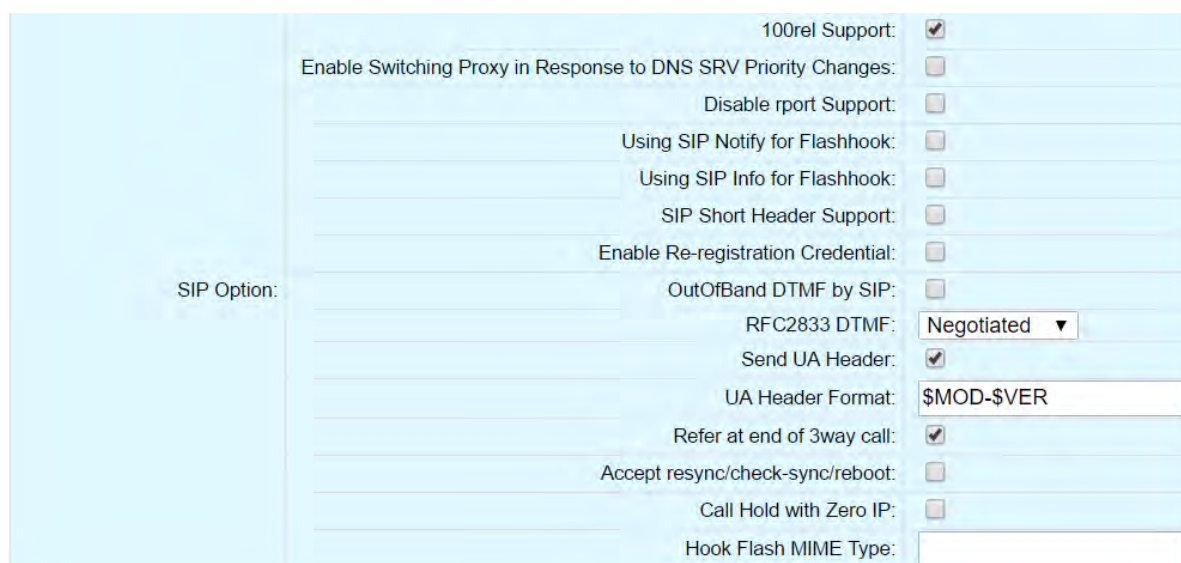 100rel Support:
Enable Switching Proxy in Response to DNS SRV Priority Changes:
Disable rport Support:
Using SIP Notify for Flashhook:
Using SIP Info for Flashhook:
SIP Short Header Support:
Enable Re-registration Credential:
SIP Option: OutOfBand DTMF by SIP:
RFC2833 DTMF: Negotiated
Send UA Header:
UA Header Format: $MOD-$VER
Refer at end of 3way call:
Accept resync/check-sync/reboot:
Call Hold with Zero IP:
Hook Flash MIME Type: